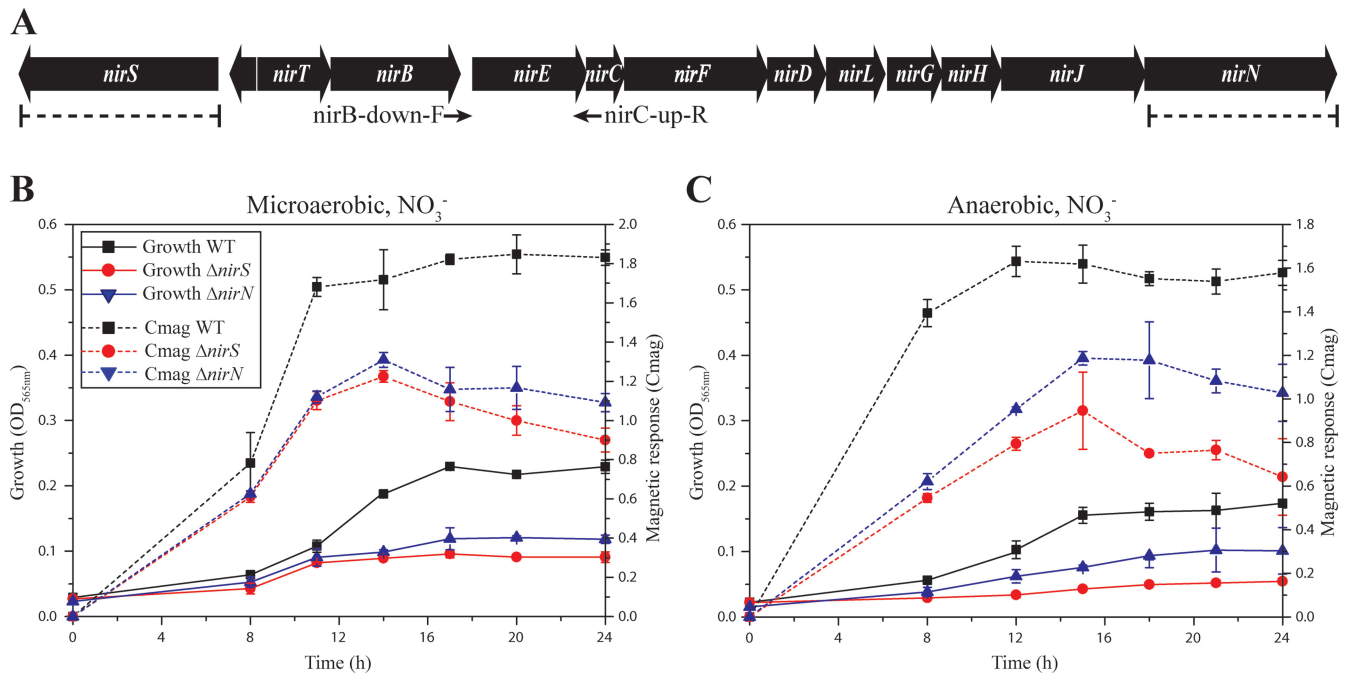 A
nirS nirT nirB nirE nirC nirF nirD nirL nirG nirH nirJ nirN
nirB-down-F nirC-up-R
B
Microaerobic, NO₃⁻
Growth (OD₅₆₅ₙₘ)
0.6
0.5
0.4
0.3
0.2
0.1
0.0
Growth WT
Growth ΔnirS
Growth ΔnirN
Cmag WT
Cmag ΔnirS
Cmag ΔnirN
2.0
1.8
1.6
1.4
1.2
1.0
0.8
0.6
0.4
0.2
0.0
Magnetic response (Cmag)
0 4 8 12 16 20 24
Time (h)
C
Anaerobic, NO₃⁻
Growth (OD₅₆₅ₙₘ)
0.6
0.5
0.4
0.3
0.2
0.1
0.0
1.8
1.6
1.4
1.2
1.0
0.8
0.6
0.4
0.2
0.0
Magnetic response (Cmag)
0 4 8 12 16 20 24
Time (h)